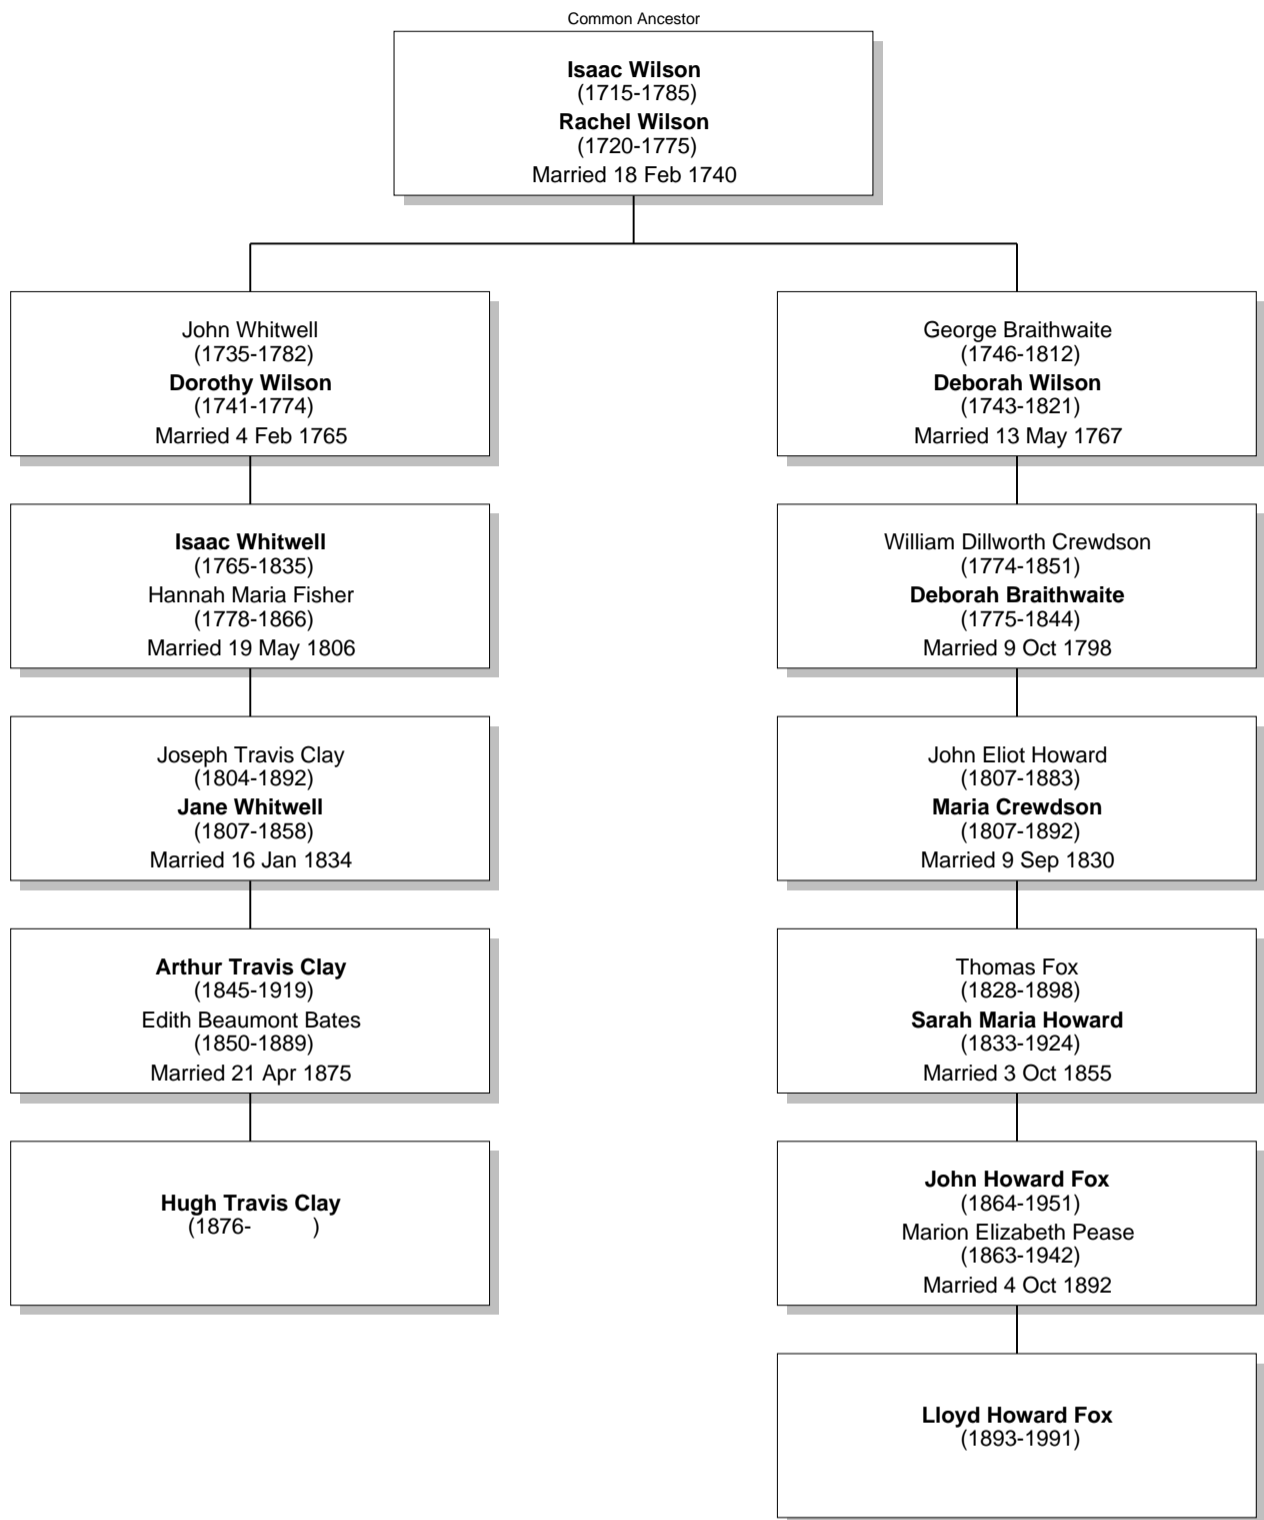 Common Ancestor
Isaac Wilson
(1715-1785)
Rachel Wilson
(1720-1775)
Married 18 Feb 1740
John Whitwell
(1735-1782)
Dorothy Wilson
(1741-1774)
Married 4 Feb 1765
George Braithwaite
(1746-1812)
Deborah Wilson
(1743-1821)
Married 13 May 1767
Isaac Whitwell
(1765-1835)
Hannah Maria Fisher
(1778-1866)
Married 19 May 1806
William Dillworth Crewdson
(1774-1851)
Deborah Braithwaite
(1775-1844)
Married 9 Oct 1798
Joseph Travis Clay
(1804-1892)
Jane Whitwell
(1807-1858)
Married 16 Jan 1834
John Eliot Howard
(1807-1883)
Maria Crewdson
(1807-1892)
Married 9 Sep 1830
Arthur Travis Clay
(1845-1919)
Edith Beaumont Bates
(1850-1889)
Married 21 Apr 1875
Thomas Fox
(1828-1898)
Sarah Maria Howard
(1833-1924)
Married 3 Oct 1855
Hugh Travis Clay
(1876- )
John Howard Fox
(1864-1951)
Marion Elizabeth Pease
(1863-1942)
Married 4 Oct 1892
Lloyd Howard Fox
(1893-1991)